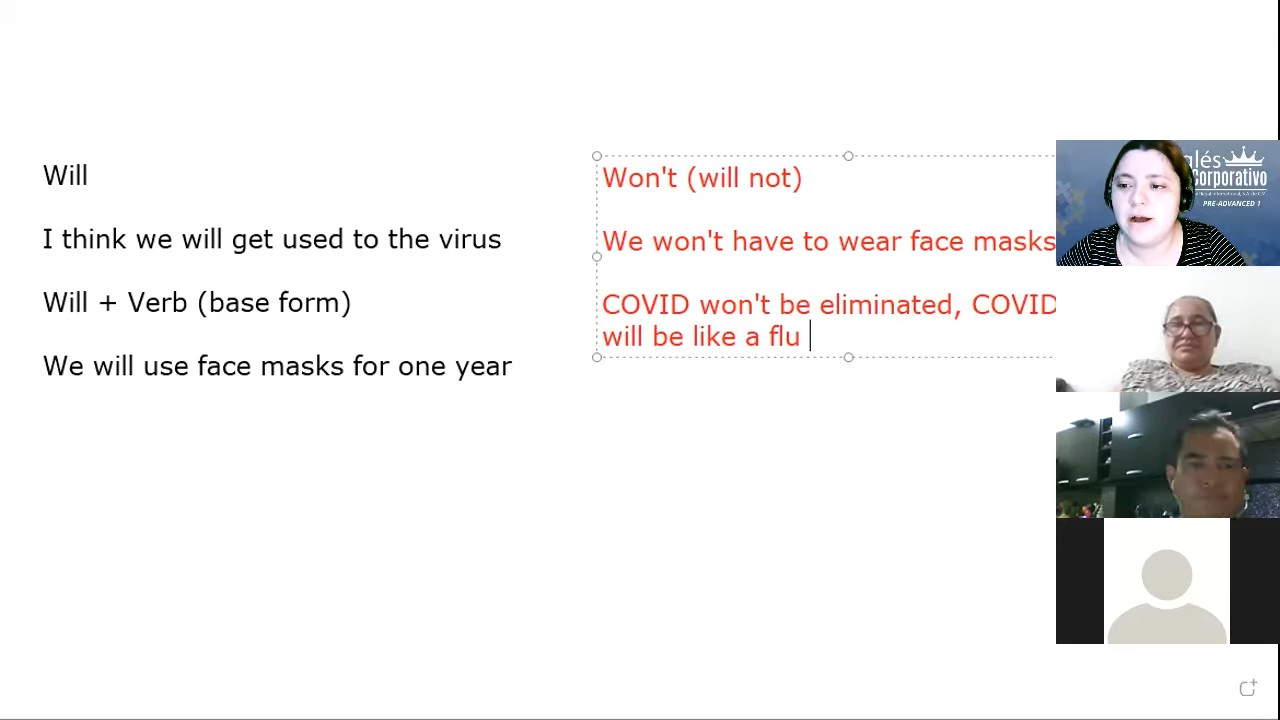 Will
I think we will get used to the virus
Will + Verb (base form)
We will use face masks for one year
Won't (will not)
We won't have to wear face masks
COVID won't be eliminated, COVID
will be like a flu
glés
orporativo
PRE-ADVANCED 1